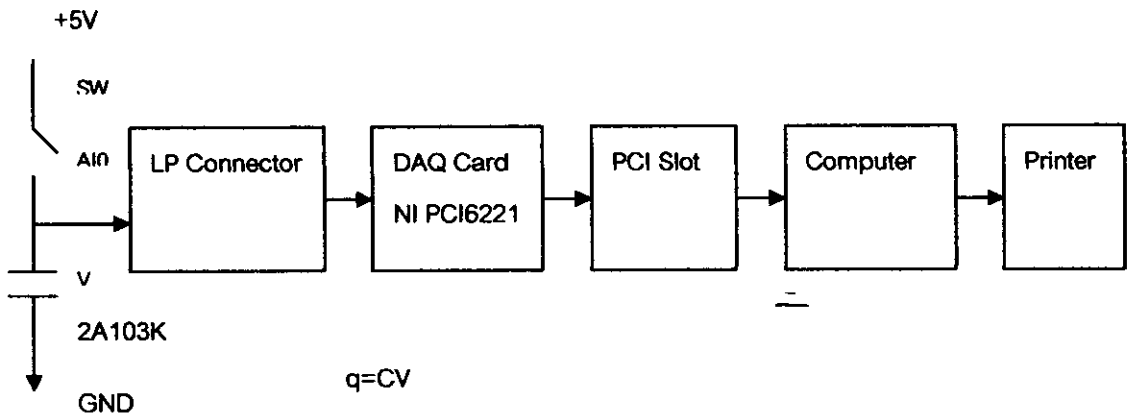 +5V
SW
AI0
LP Connector
DAQ Card
NI PCI6221
PCI Slot
Computer
Printer
V
2A103K
q=CV
GND